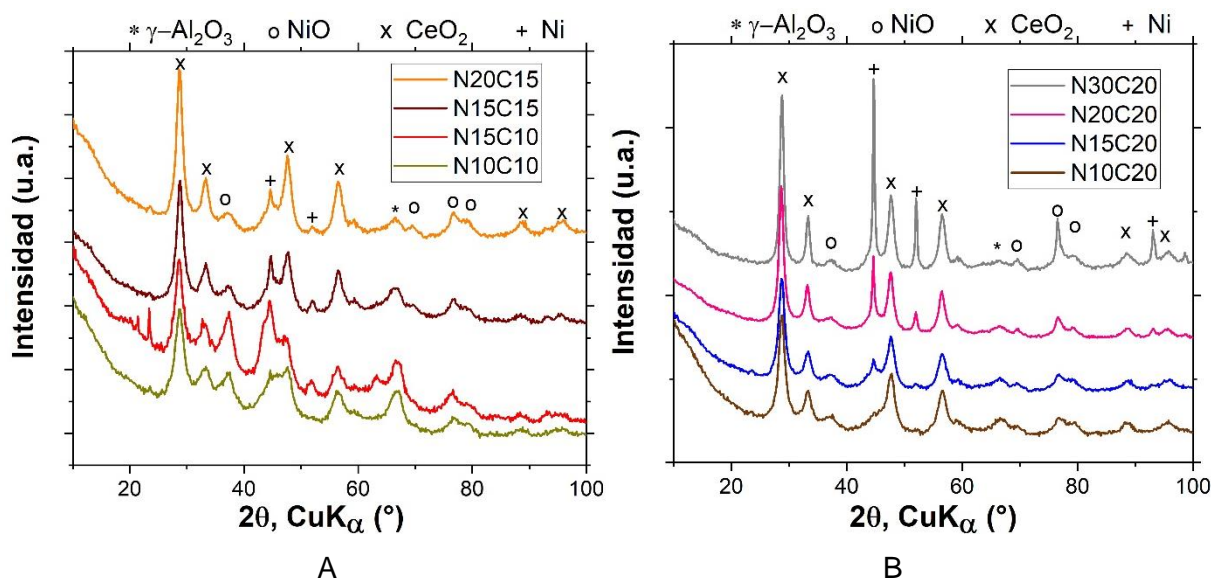 * γ–Al₂O₃ o NiO x CeO₂ + Ni
N20C15
N15C15
N15C10
N10C10
x
x
o
+
x
+
x
*
o
o
o
x
x
Intensidad (u.a.)
20 40 60 80 100
2θ, CuKα (°)
A
* γ–Al₂O₃ o NiO x CeO₂ + Ni
N30C20
N20C20
N15C20
N10C20
x
x
o
+
x
+
x
*
o
o
o
x
+
x
Intensidad (u.a.)
20 40 60 80 100
2θ, CuKα (°)
B